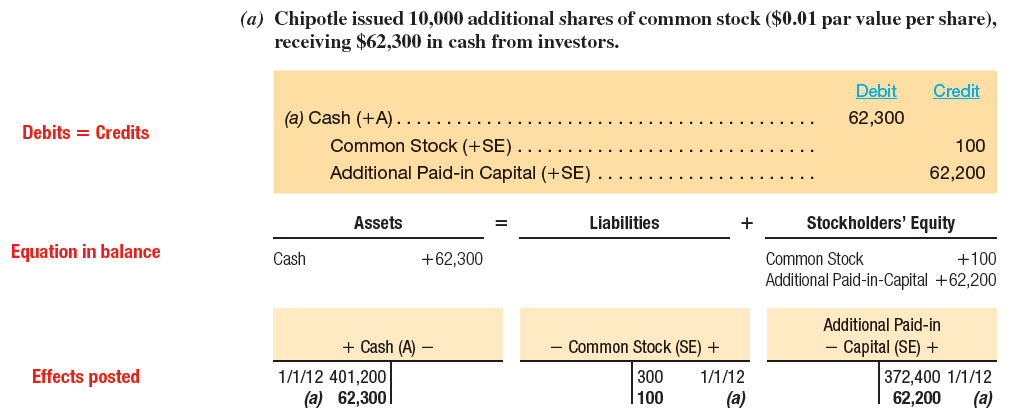 (a) Chipotle issued 10,000 additional shares of common stock ($0.01 par value per share),
receiving $62,300 in cash from investors.
Debit Credit
Debits = Credits
(a) Cash (+A) . . . . . . . . . . . . . . . . . . . . . . . . . . . . . . . . . . . . . . . . . . 62,300
Common Stock (+SE) . . . . . . . . . . . . . . . . . . . . . . . . . . . . . . 100
Additional Paid-in Capital (+SE) . . . . . . . . . . . . . . . . . . . . . . 62,200
Assets = Liabilities + Stockholders’ Equity
Equation in balance
Cash +62,300 Common Stock +100
Additional Paid-in-Capital +62,200
+ Cash (A) − − Common Stock (SE) + Additional Paid-in
− Capital (SE) +
Effects posted
1/1/12 401,200 300 1/1/12 372,400 1/1/12
(a) 62,300 100 (a) 62,200 (a)